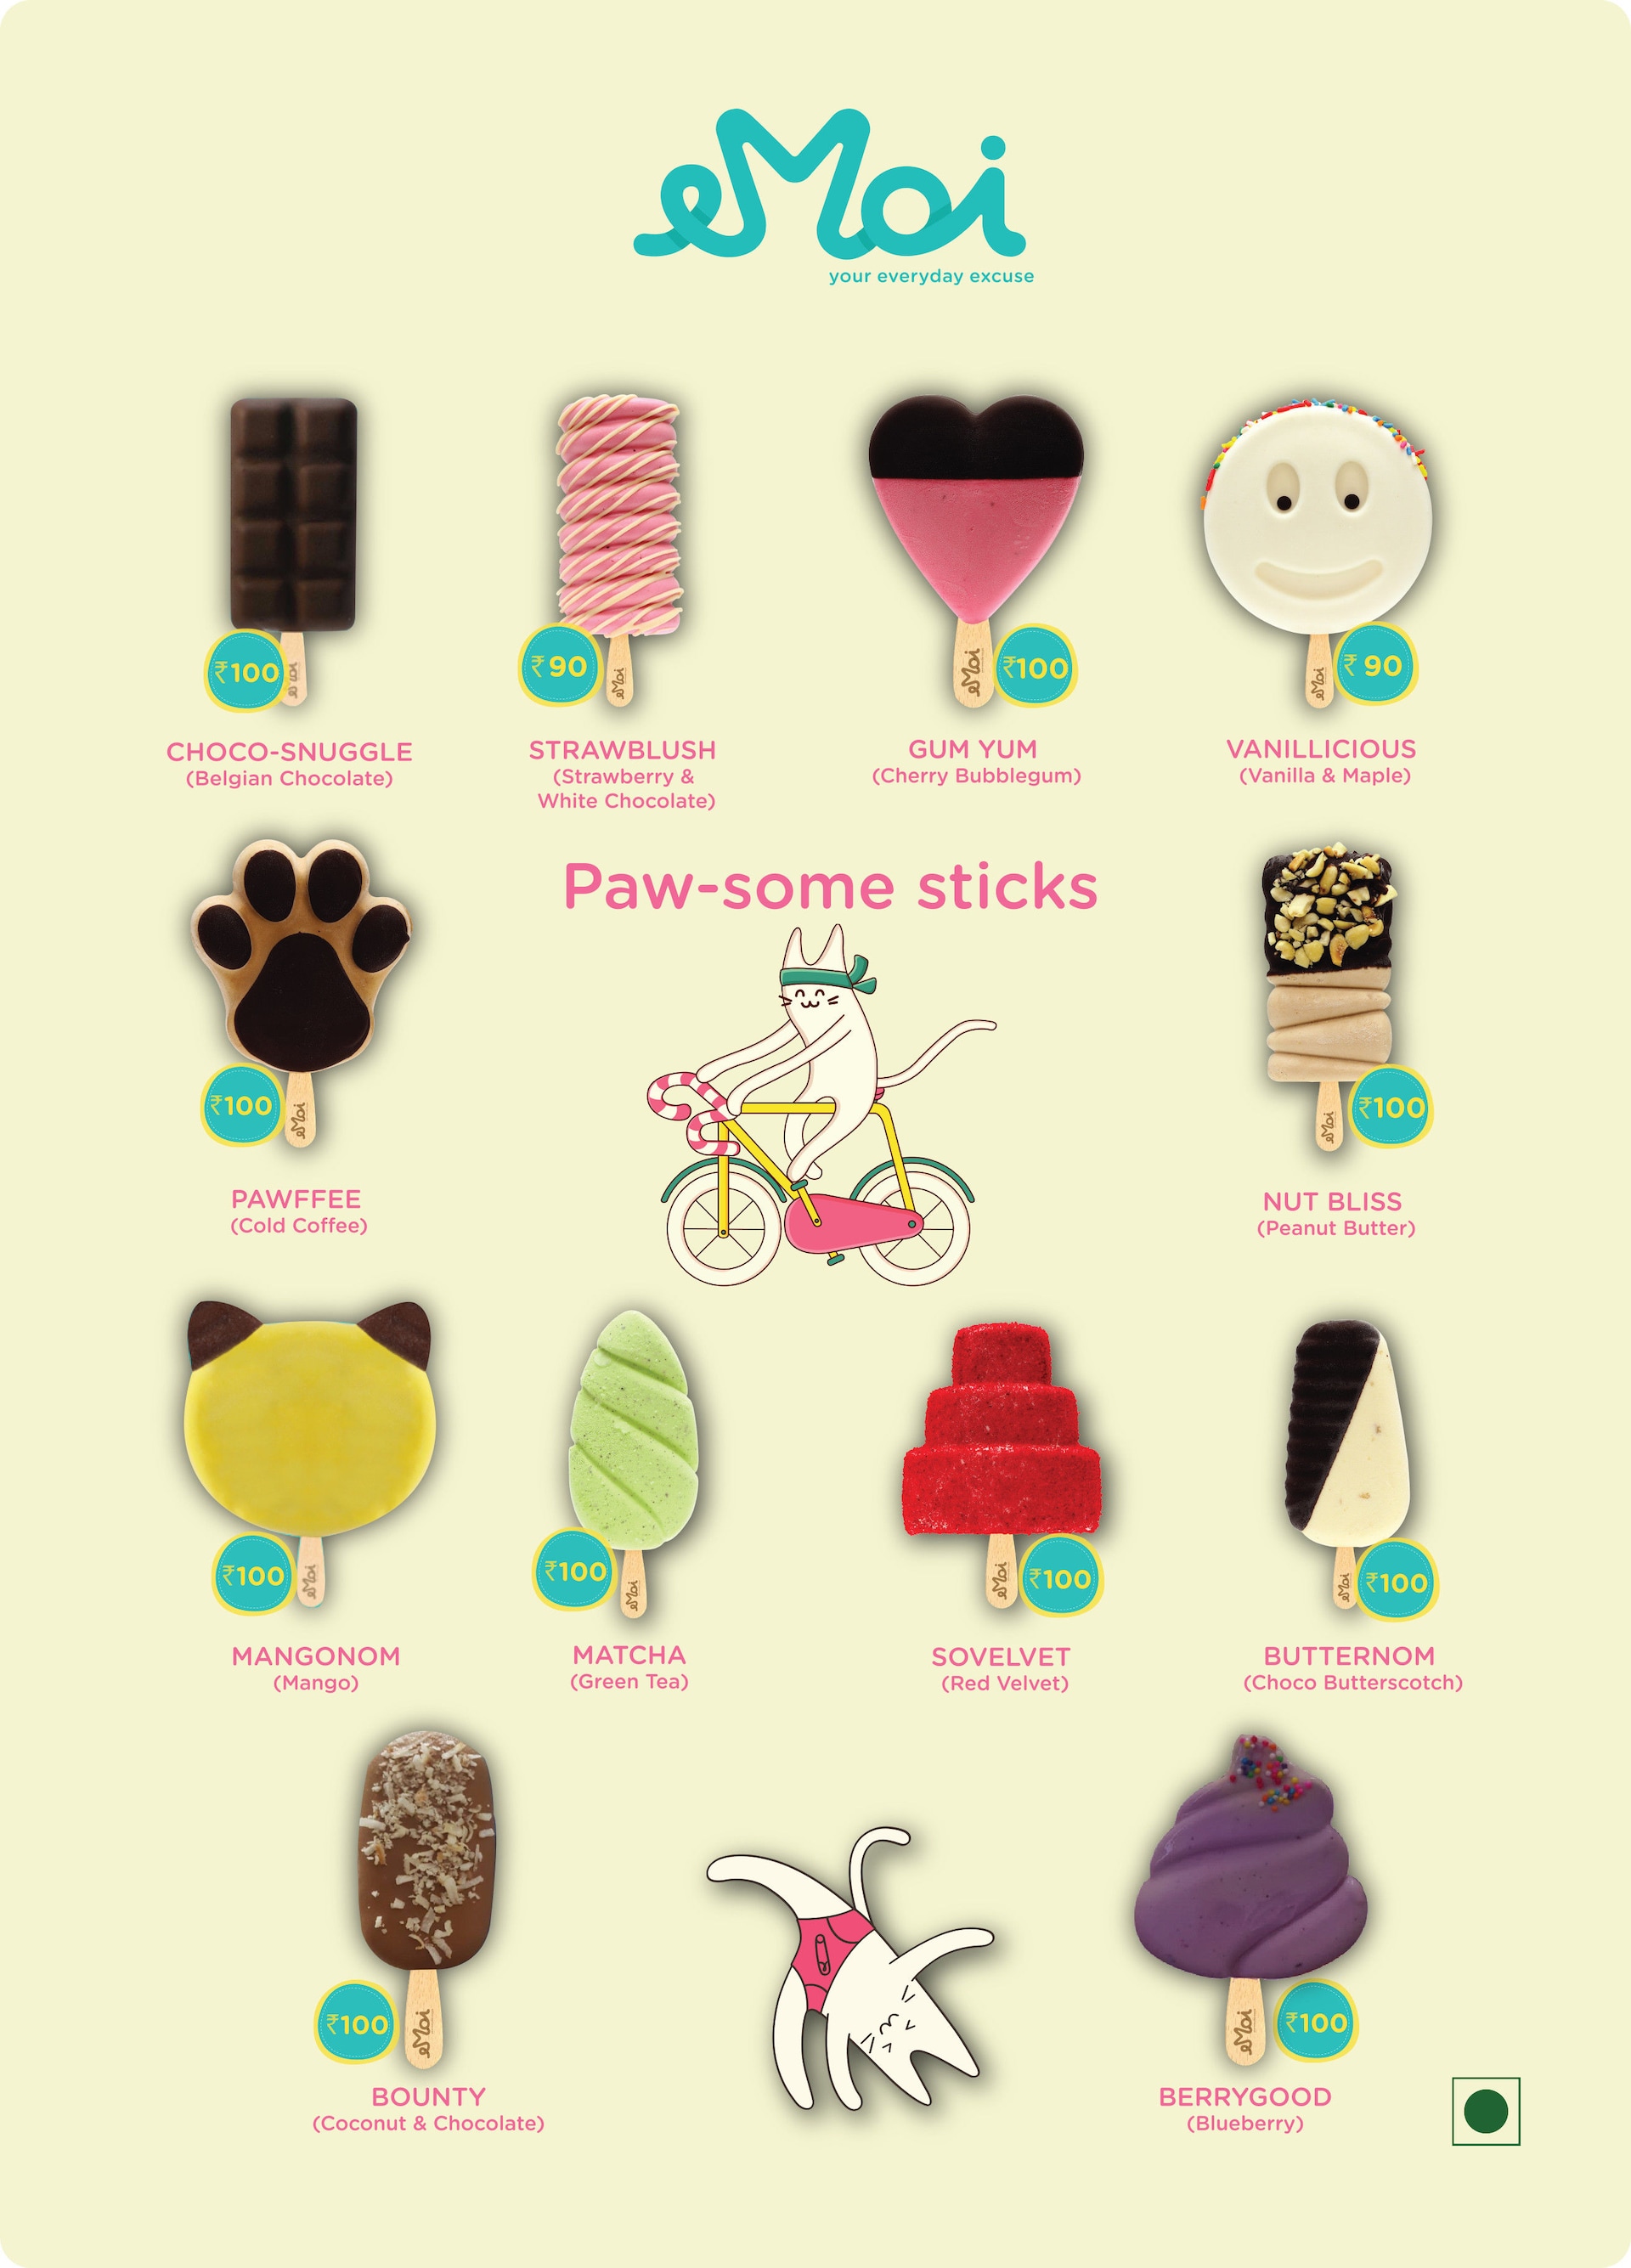 eMoi
your everyday excuse
₹100
eMoi
₹90
eMoi
eMoi
₹100
eMoi
₹90
CHOCO-SNUGGLE
(Belgian Chocolate)
STRAWBLUSH
(Strawberry &
White Chocolate)
GUM YUM
(Cherry Bubblegum)
VANILLICIOUS
(Vanilla & Maple)
Paw-some sticks
₹100
eMoi
eMoi
₹100
PAWFFEE
(Cold Coffee)
NUT BLISS
(Peanut Butter)
₹100
eMoi
₹100
eMoi
eMoi
₹100
eMoi
₹100
MANGONOM
(Mango)
MATCHA
(Green Tea)
SOVELVET
(Red Velvet)
BUTTERNOM
(Choco Butterscotch)
₹100
eMoi
eMoi
₹100
BOUNTY
(Coconut & Chocolate)
BERRYGOOD
(Blueberry)